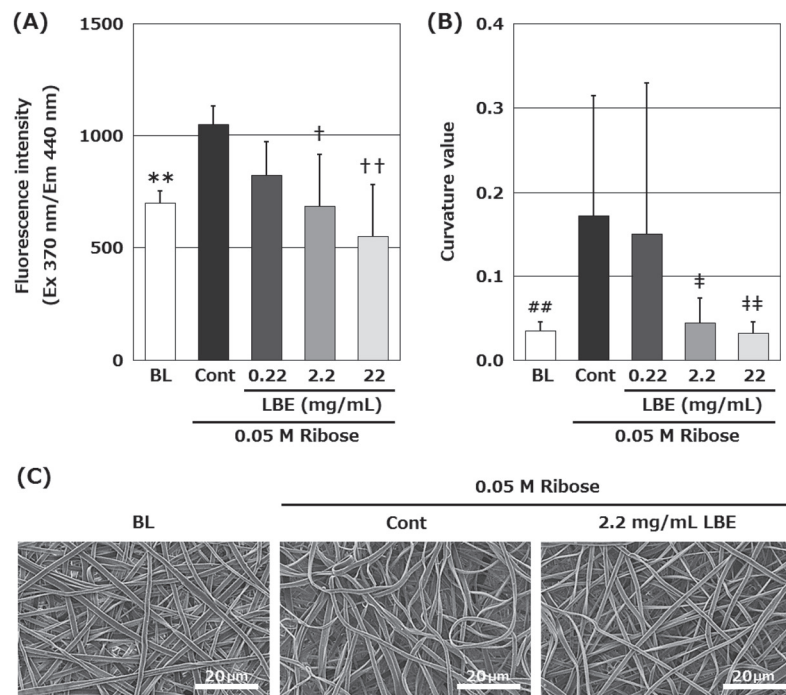 (A)
Fluorescence intensity
(Ex 370 nm/Em 440 nm)
1500
1000
500
0
**
†
††
BL Cont 0.22 2.2 22
LBE (mg/mL)
0.05 M Ribose
(B)
Curvature value
0.4
0.3
0.2
0.1
0.0
##
‡
‡‡
BL Cont 0.22 2.2 22
LBE (mg/mL)
0.05 M Ribose
(C)
0.05 M Ribose
BL Cont 2.2 mg/mL LBE
20μm 20μm 20μm